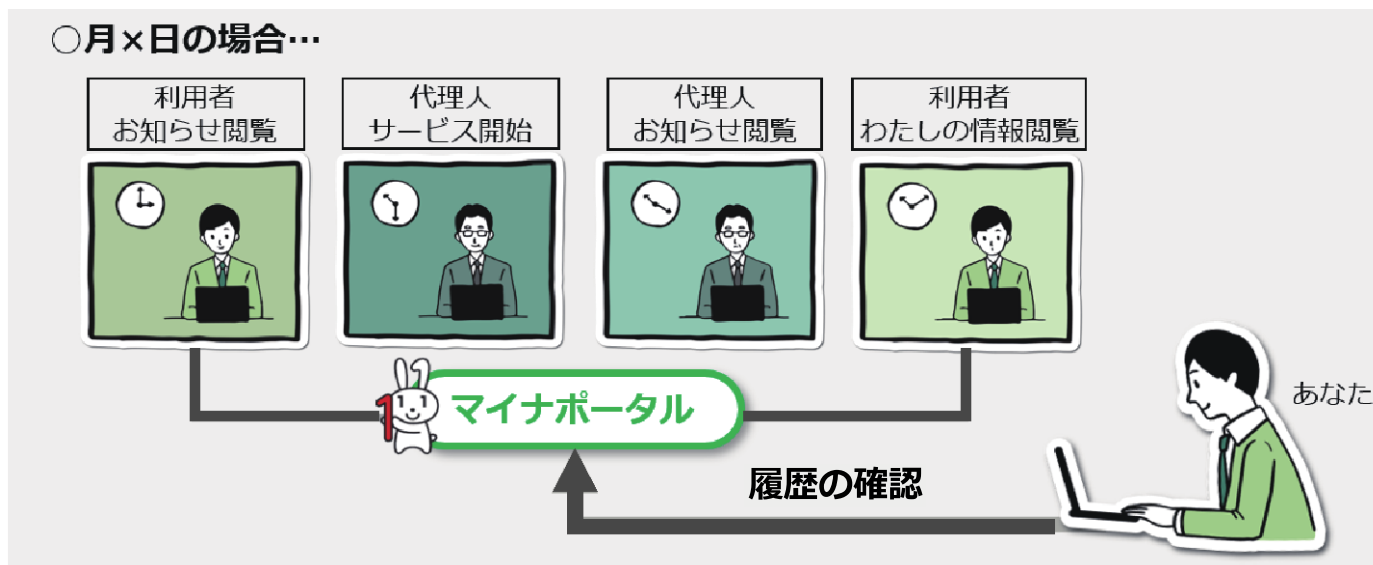 ○月×日の場合…
利用者
お知らせ閲覧
代理人
サービス開始
代理人
お知らせ閲覧
利用者
わたしの情報閲覧
1
マイナポータル
あなた
履歴の確認